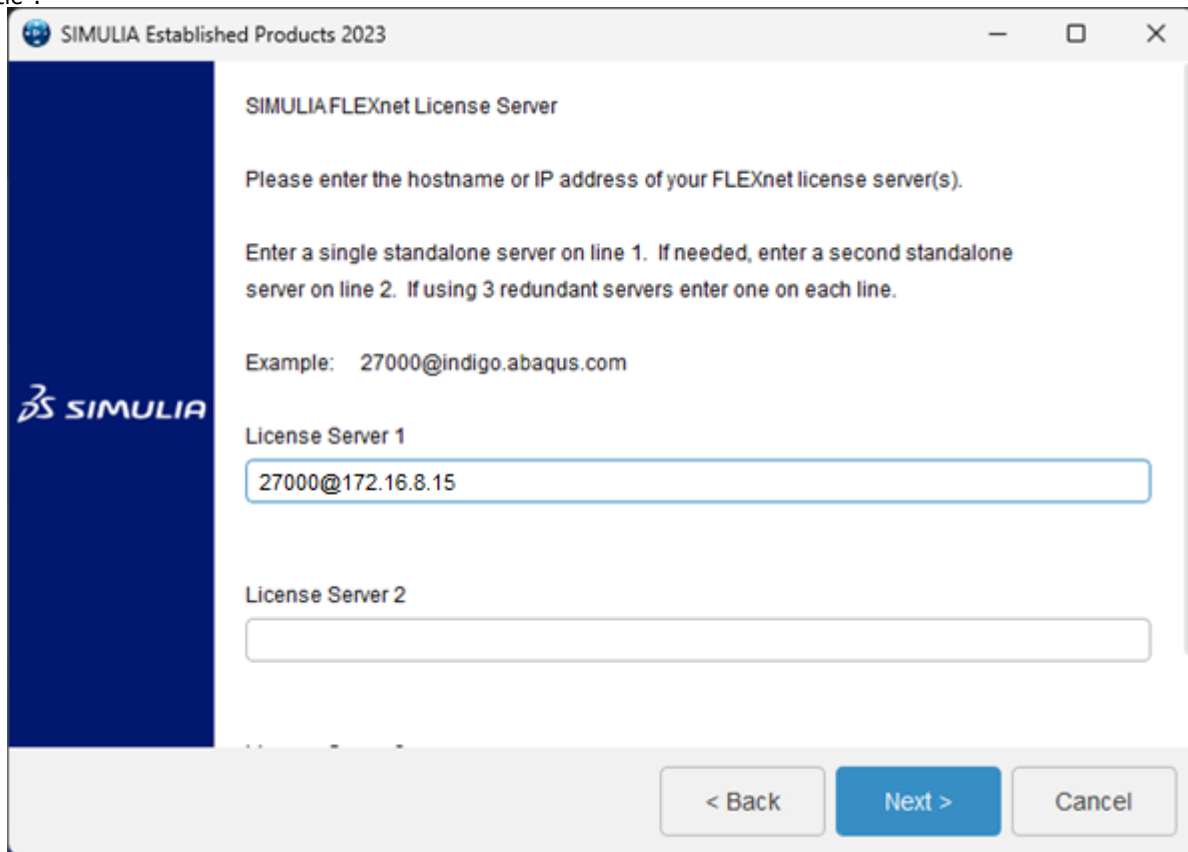 SIMULIA Established Products 2023
SIMULIA FLEXnet License Server
Please enter the hostname or IP address of your FLEXnet license server(s).
Enter a single standalone server on line 1. If needed, enter a second standalone
server on line 2. If using 3 redundant servers enter one on each line.
Example: 27000@indigo.abaqus.com
SIMULIA
License Server 1
27000@172.16.8.15
License Server 2
< Back
Next >
Cancel